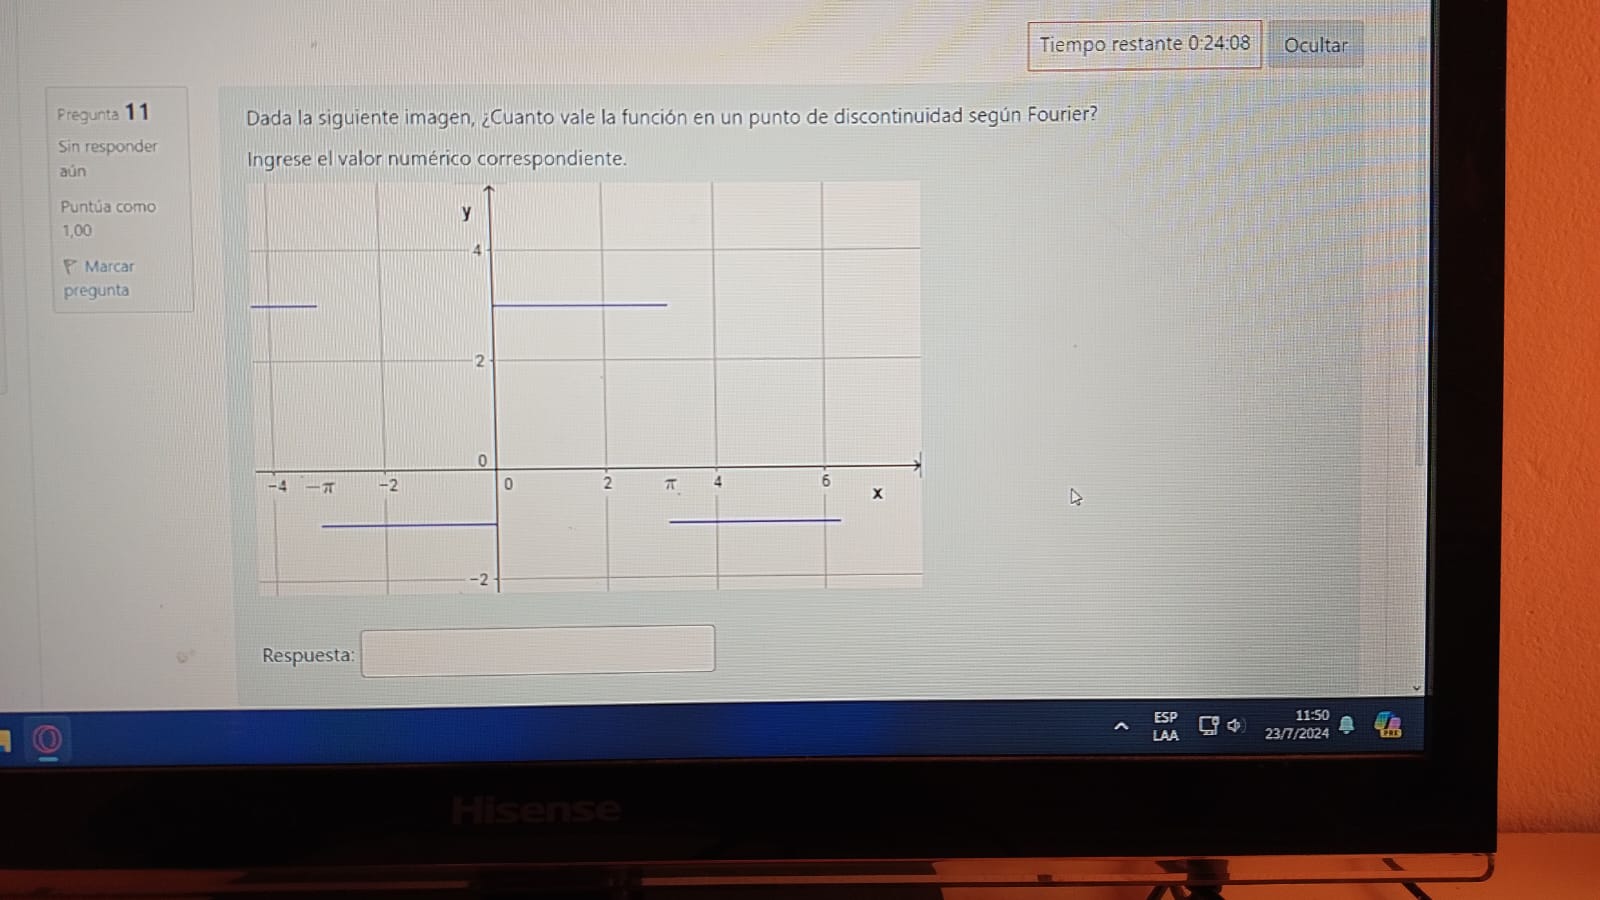 Tiempo restante 0:24:08
Ocultar
Pregunta 11
Sin responder
aún
Puntúa como
1,00
Marcar
pregunta
Dada la siguiente imagen, ¿Cuanto vale la función en un punto de discontinuidad según Fourier?
Ingrese el valor numérico correspondiente.
y
4
2
0
-4 -π -2 0 2 π 4 6
x
-2
Respuesta:
ESP
LAA
11:50
23/7/2024
PRE
Hisense